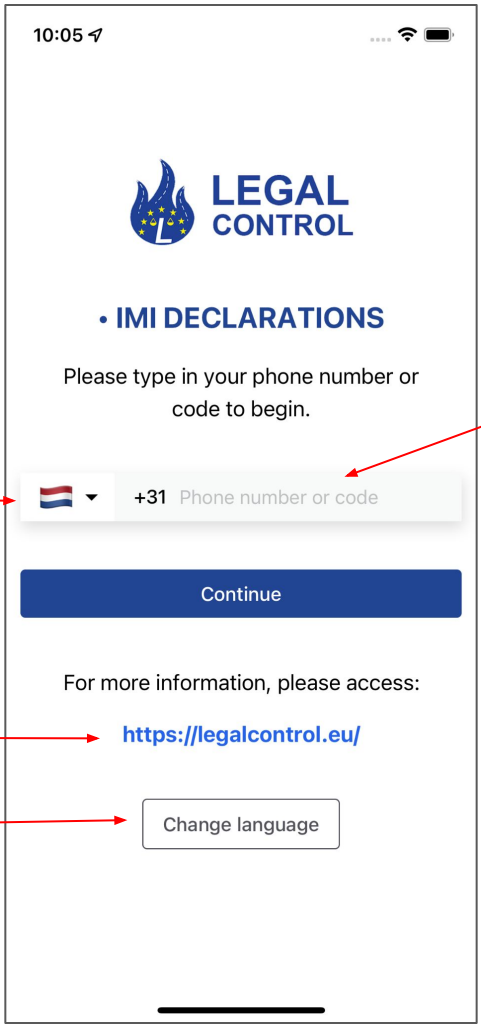 10:05
LEGAL
CONTROL
L
• IMI DECLARATIONS
Please type in your phone number or
code to begin.
+31 Phone number or code
Continue
For more information, please access:
https://legalcontrol.eu/
Change language